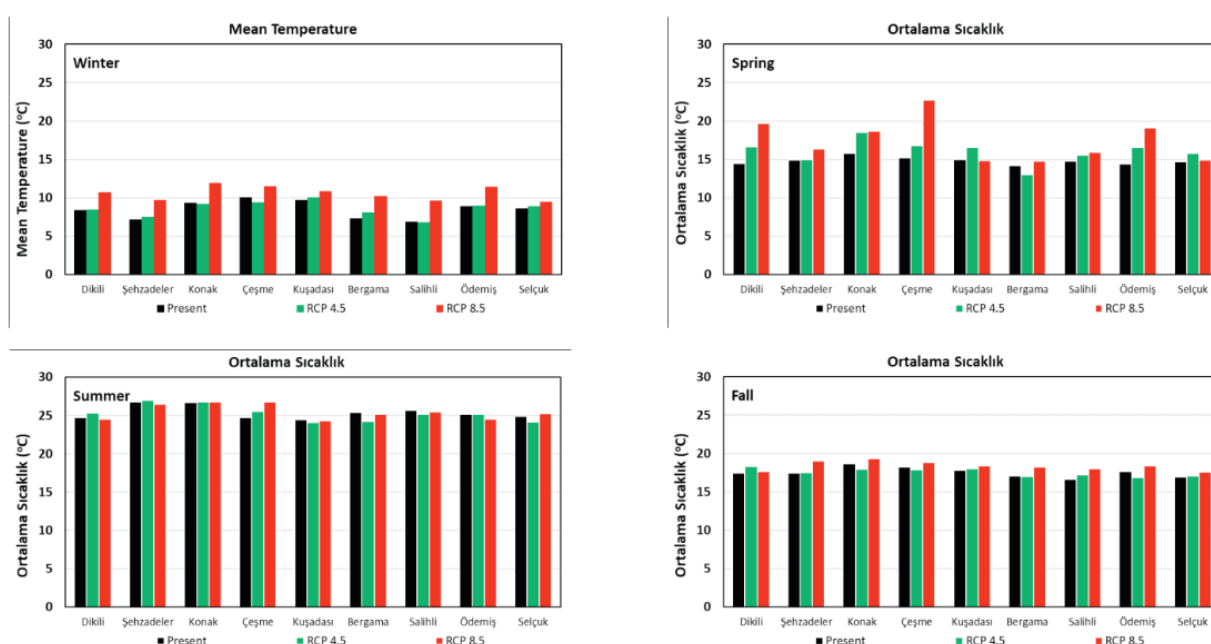 Mean Temperature
Mean Temperature (°C)
30
25
20
15
10
5
0
Winter
Dikili Şehzadeler Konak Çeşme Kuşadası Bergama Salihli Ödemiş Selçuk
Present RCP 4.5 RCP 8.5
Ortalama Sıcaklık
Ortalama Sıcaklık (°C)
30
25
20
15
10
5
0
Spring
Dikili Şehzadeler Konak Çeşme Kuşadası Bergama Salihli Ödemiş Selçuk
Present RCP 4.5 RCP 8.5
Ortalama Sıcaklık
Ortalama Sıcaklık (°C)
30
25
20
15
10
5
0
Summer
Dikili Şehzadeler Konak Çeşme Kuşadası Bergama Salihli Ödemiş Selçuk
Present RCP 4.5 RCP 8.5
Ortalama Sıcaklık
Ortalama Sıcaklık (°C)
30
25
20
15
10
5
0
Fall
Dikili Şehzadeler Konak Çeşme Kuşadası Bergama Salihli Ödemiş Selçuk
Present RCP 4.5 RCP 8.5